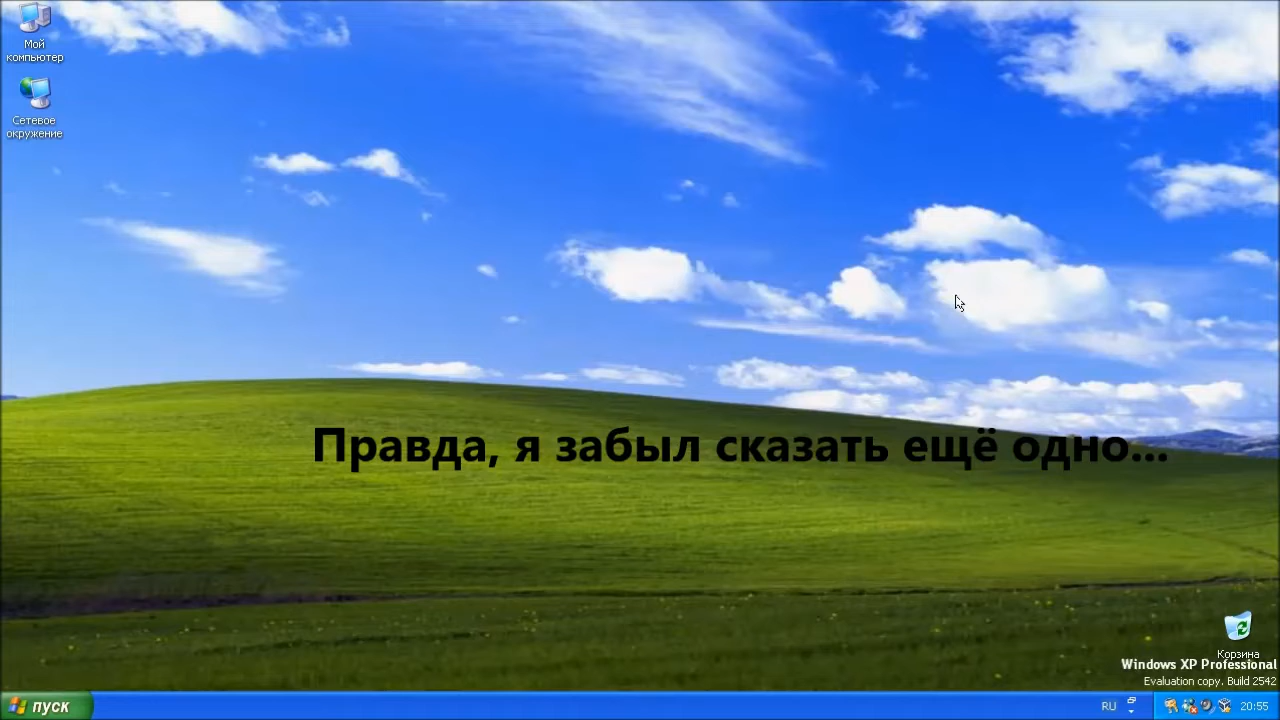 Мой
компьютер
Сетевое
окружение
Правда, я забыл сказать ещё одно...
Корзина
Windows XP Professional
Evaluation copy. Build 2542
пуск
RU
20:55